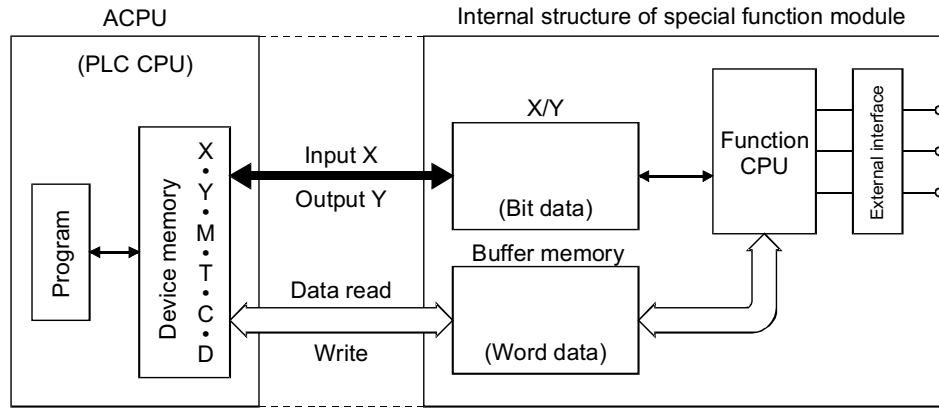 ACPU
Internal structure of special function module
(PLC CPU)
Program
Device memory
X・Y・M・T・C・D
Input X
Output Y
Data read
Write
X/Y
(Bit data)
Buffer memory
(Word data)
Function
CPU
External interface